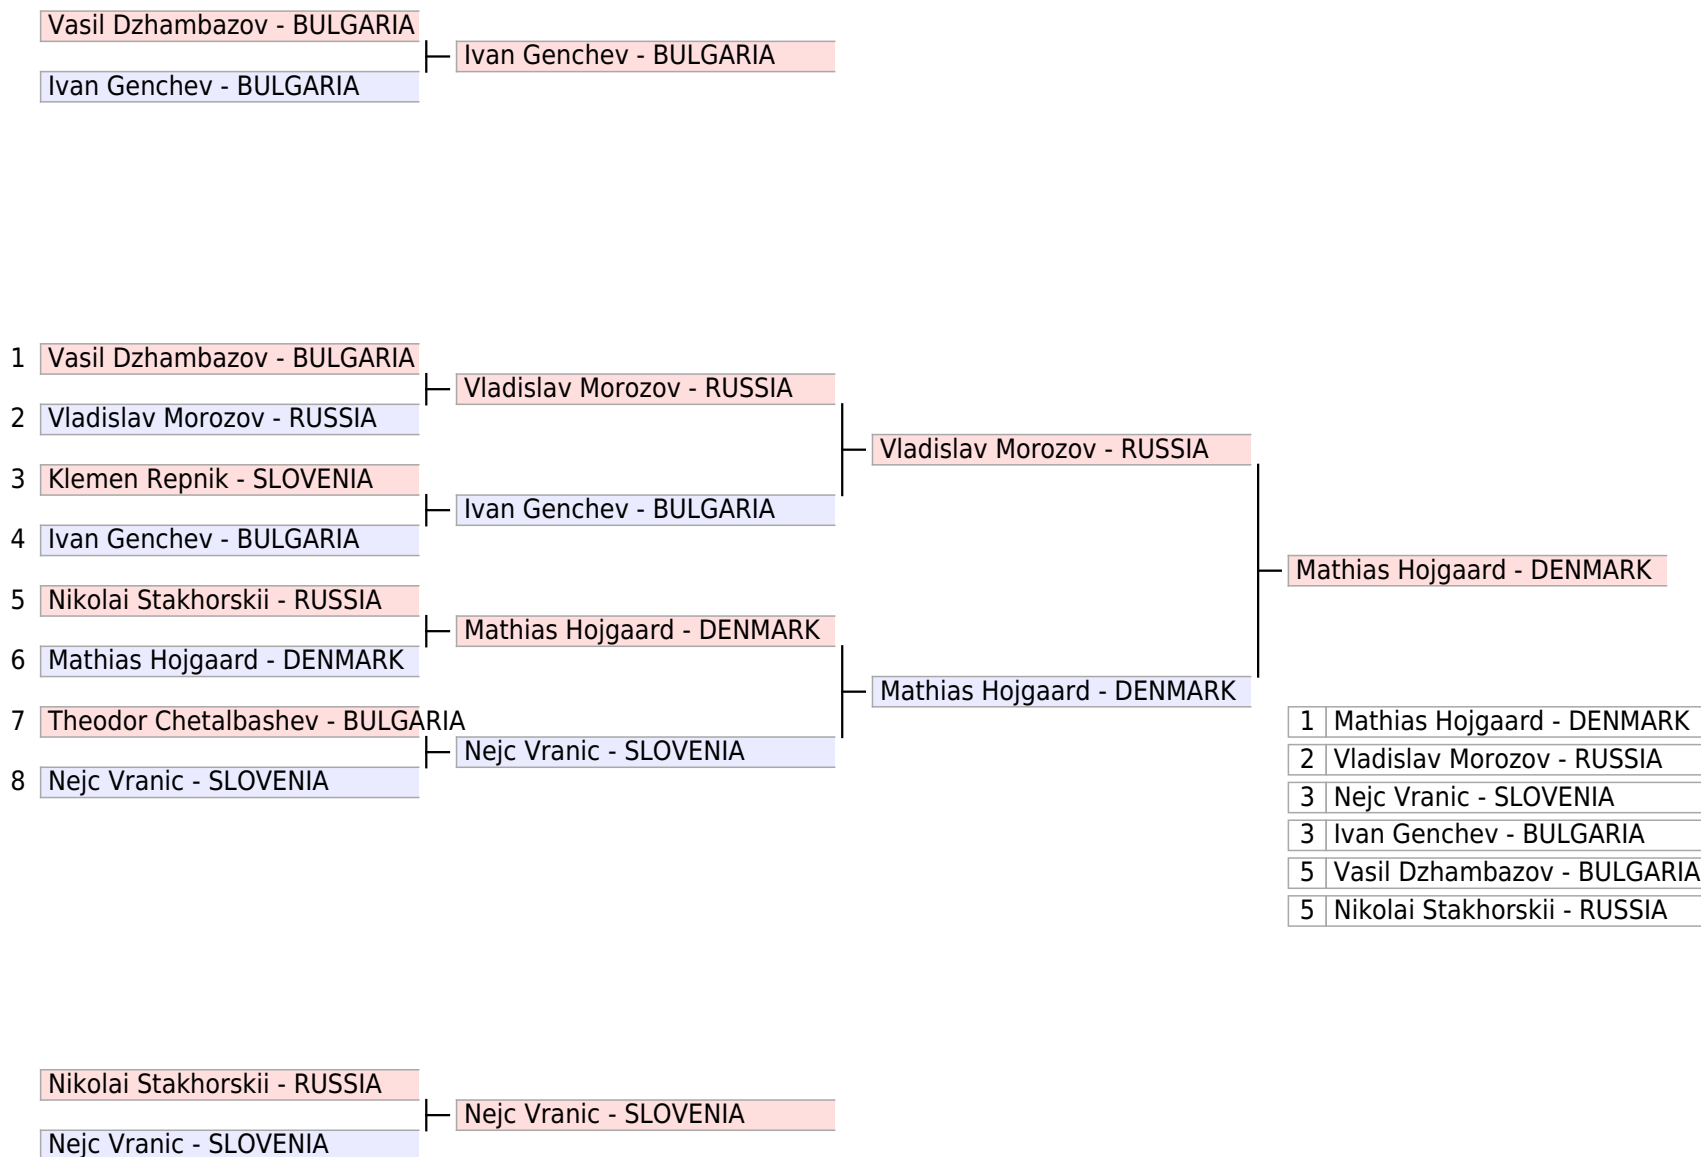 Vasil Dzhambazov - BULGARIA
Ivan Genchev - BULGARIA
Ivan Genchev - BULGARIA
1 Vasil Dzhambazov - BULGARIA
Vladislav Morozov - RUSSIA
2 Vladislav Morozov - RUSSIA
Vladislav Morozov - RUSSIA
3 Klemen Repnik - SLOVENIA
Ivan Genchev - BULGARIA
4 Ivan Genchev - BULGARIA
Mathias Hojgaard - DENMARK
5 Nikolai Stakhorskii - RUSSIA
Mathias Hojgaard - DENMARK
6 Mathias Hojgaard - DENMARK
Mathias Hojgaard - DENMARK
7 Theodor Chetalbashev - BULGARIA
Nejc Vranic - SLOVENIA
8 Nejc Vranic - SLOVENIA
1 Mathias Hojgaard - DENMARK
2 Vladislav Morozov - RUSSIA
3 Nejc Vranic - SLOVENIA
3 Ivan Genchev - BULGARIA
5 Vasil Dzhambazov - BULGARIA
5 Nikolai Stakhorskii - RUSSIA
Nikolai Stakhorskii - RUSSIA
Nejc Vranic - SLOVENIA
Nejc Vranic - SLOVENIA